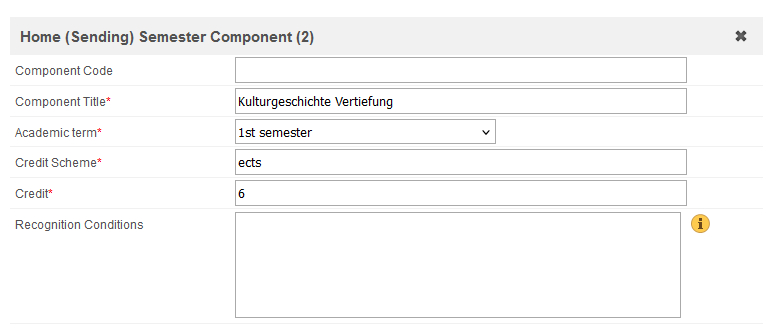 Home (Sending) Semester Component (2)
Component Code
Component Title* Kulturgeschichte Vertiefung
Academic term* 1st semester
Credit Scheme* ects
Credit* 6
Recognition Conditions